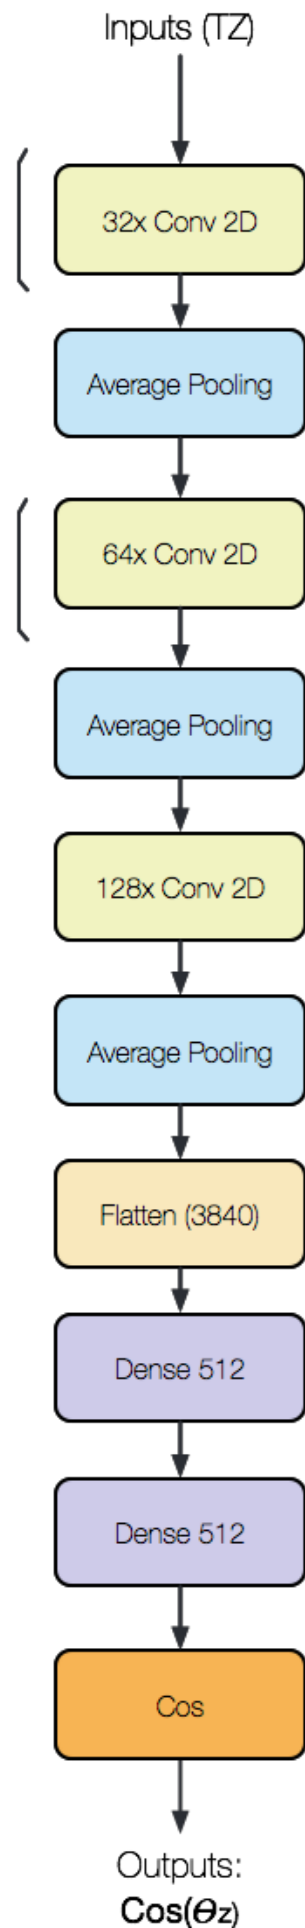 Inputs (TZ)
32x Conv 2D
Average Pooling
64x Conv 2D
Average Pooling
128x Conv 2D
Average Pooling
Flatten (3840)
Dense 512
Dense 512
Cos
Outputs:
Cos(θz)